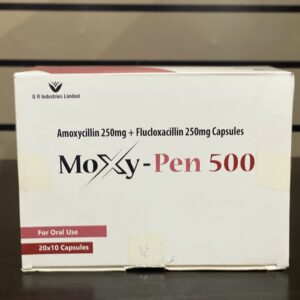 G R Industries Limited
Amoxycillin 250mg + Flucloxacillin 250mg Capsules
Moxy-Pen 500
For Oral Use
20x10 Capsules